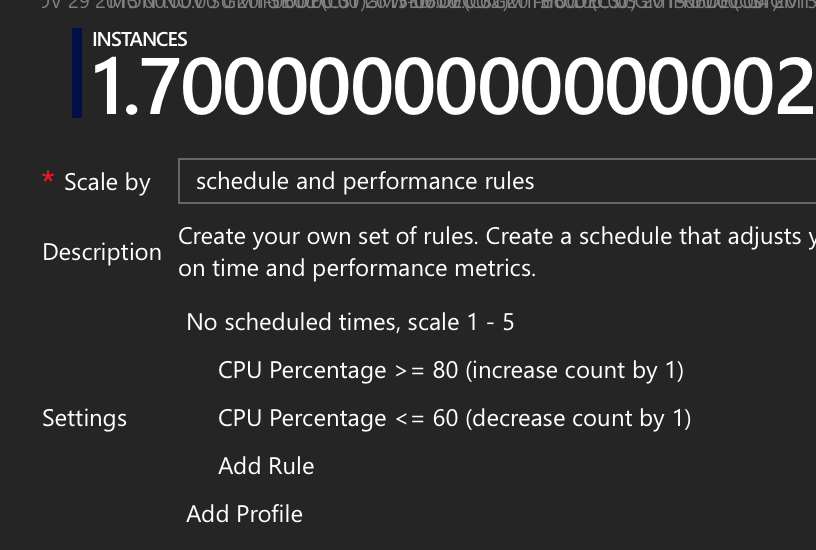 INSTANCES
1.7000000000000002
* Scale by
schedule and performance rules
Description
Create your own set of rules. Create a schedule that adjusts
on time and performance metrics.
No scheduled times, scale 1 - 5
CPU Percentage >= 80 (increase count by 1)
Settings
CPU Percentage <= 60 (decrease count by 1)
Add Rule
Add Profile